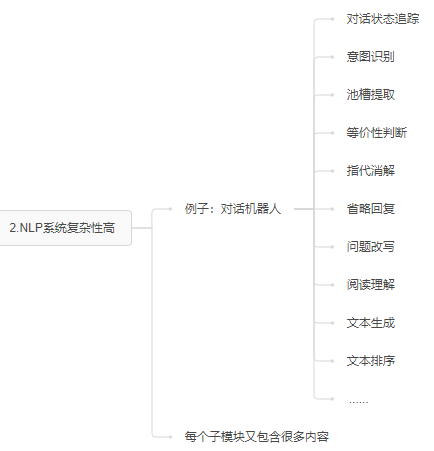 对话状态追踪
意图识别
池槽提取
等价性判断
指代消解
例子：对话机器人
省略回复
2.NLP系统复杂性高
问题改写
阅读理解
文本生成
文本排序
……
每个子模块又包含很多内容